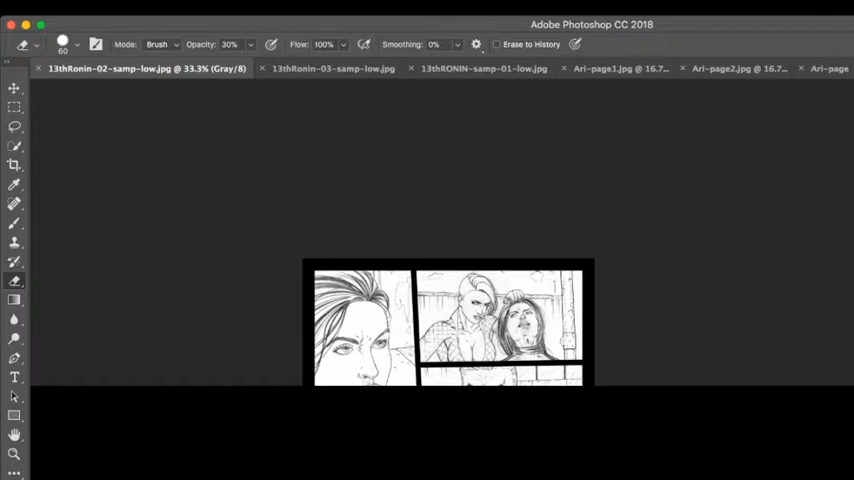 Adobe Photoshop CC 2018
60
Mode: Brush Opacity: 30% Flow: 100% Smoothing: 0% Erase to History
13thRonin-02-samp-low.jpg @ 33.3% (Gray/8) 13thRonin-03-samp-low.jpg 13thRONIN-samp-01-low.jpg Ari-page1.jpg @ 16.7... Ari-page2.jpg @ 16.7... Ari-page